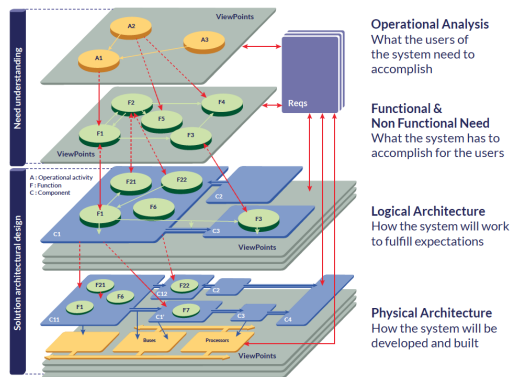 Need understanding
ViewPoints
A2
A3
A1
F2
F4
F5
F1
F3
ViewPoints
Reqs
Operational Analysis
What the users of
the system need to
accomplish
Functional &
Non Functional Need
What the system has to
accomplish for the users
Solution architectural design
A : Operational activity
F : Function
C : Component
F21
F22
C2
F1
F6
F3
C1
C3
ViewPoints
Logical Architecture
How the system will work
to fulfill expectations
F21
F6
F1
C11
C12
F22
C2
F7
C1'
C3
C4
Buses
Processors
ViewPoints
Physical Architecture
How the system will be
developed and built